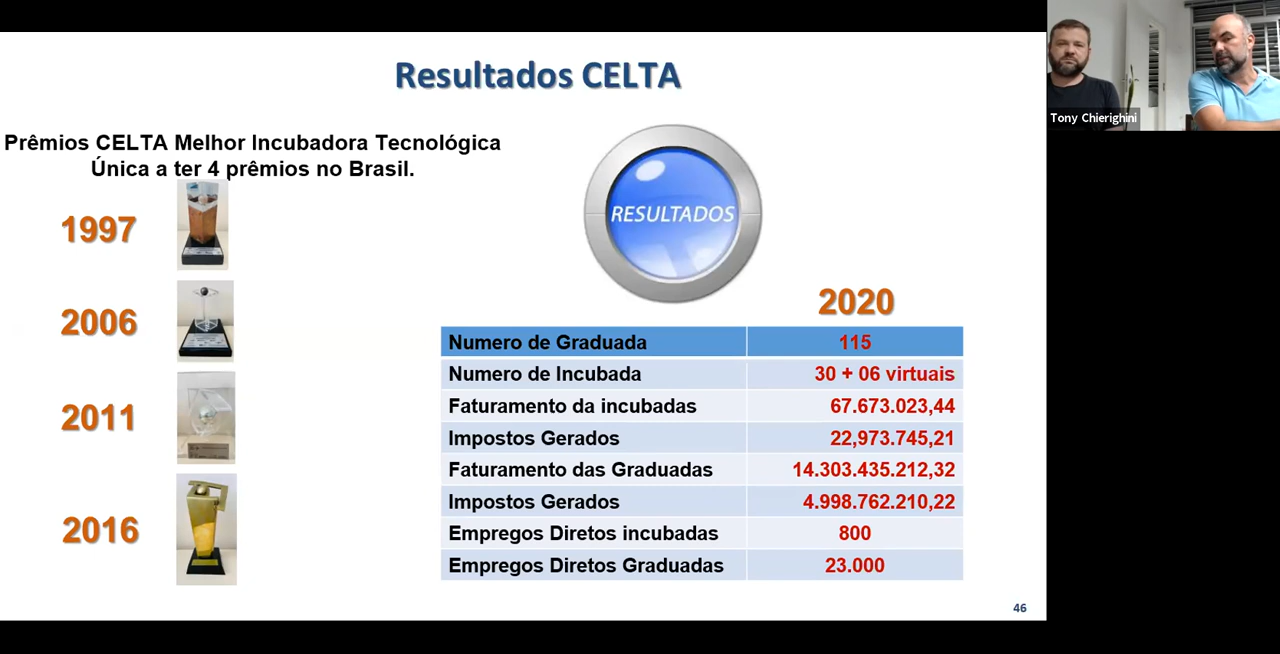 Resultados CELTA
Tony Chierighini
Prêmios CELTA Melhor Incubadora Tecnológica
Única a ter 4 prêmios no Brasil.
1997
2006
2011
2016
RESULTADOS
2020
Numero de Graduada 115
Numero de Incubada 30 + 06 virtuais
Faturamento da incubadas 67.673.023,44
Impostos Gerados 22,973.745,21
Faturamento das Graduadas 14.303.435.212,32
Impostos Gerados 4.998.762.210,22
Empregos Diretos incubadas 800
Empregos Diretos Graduadas 23.000
46